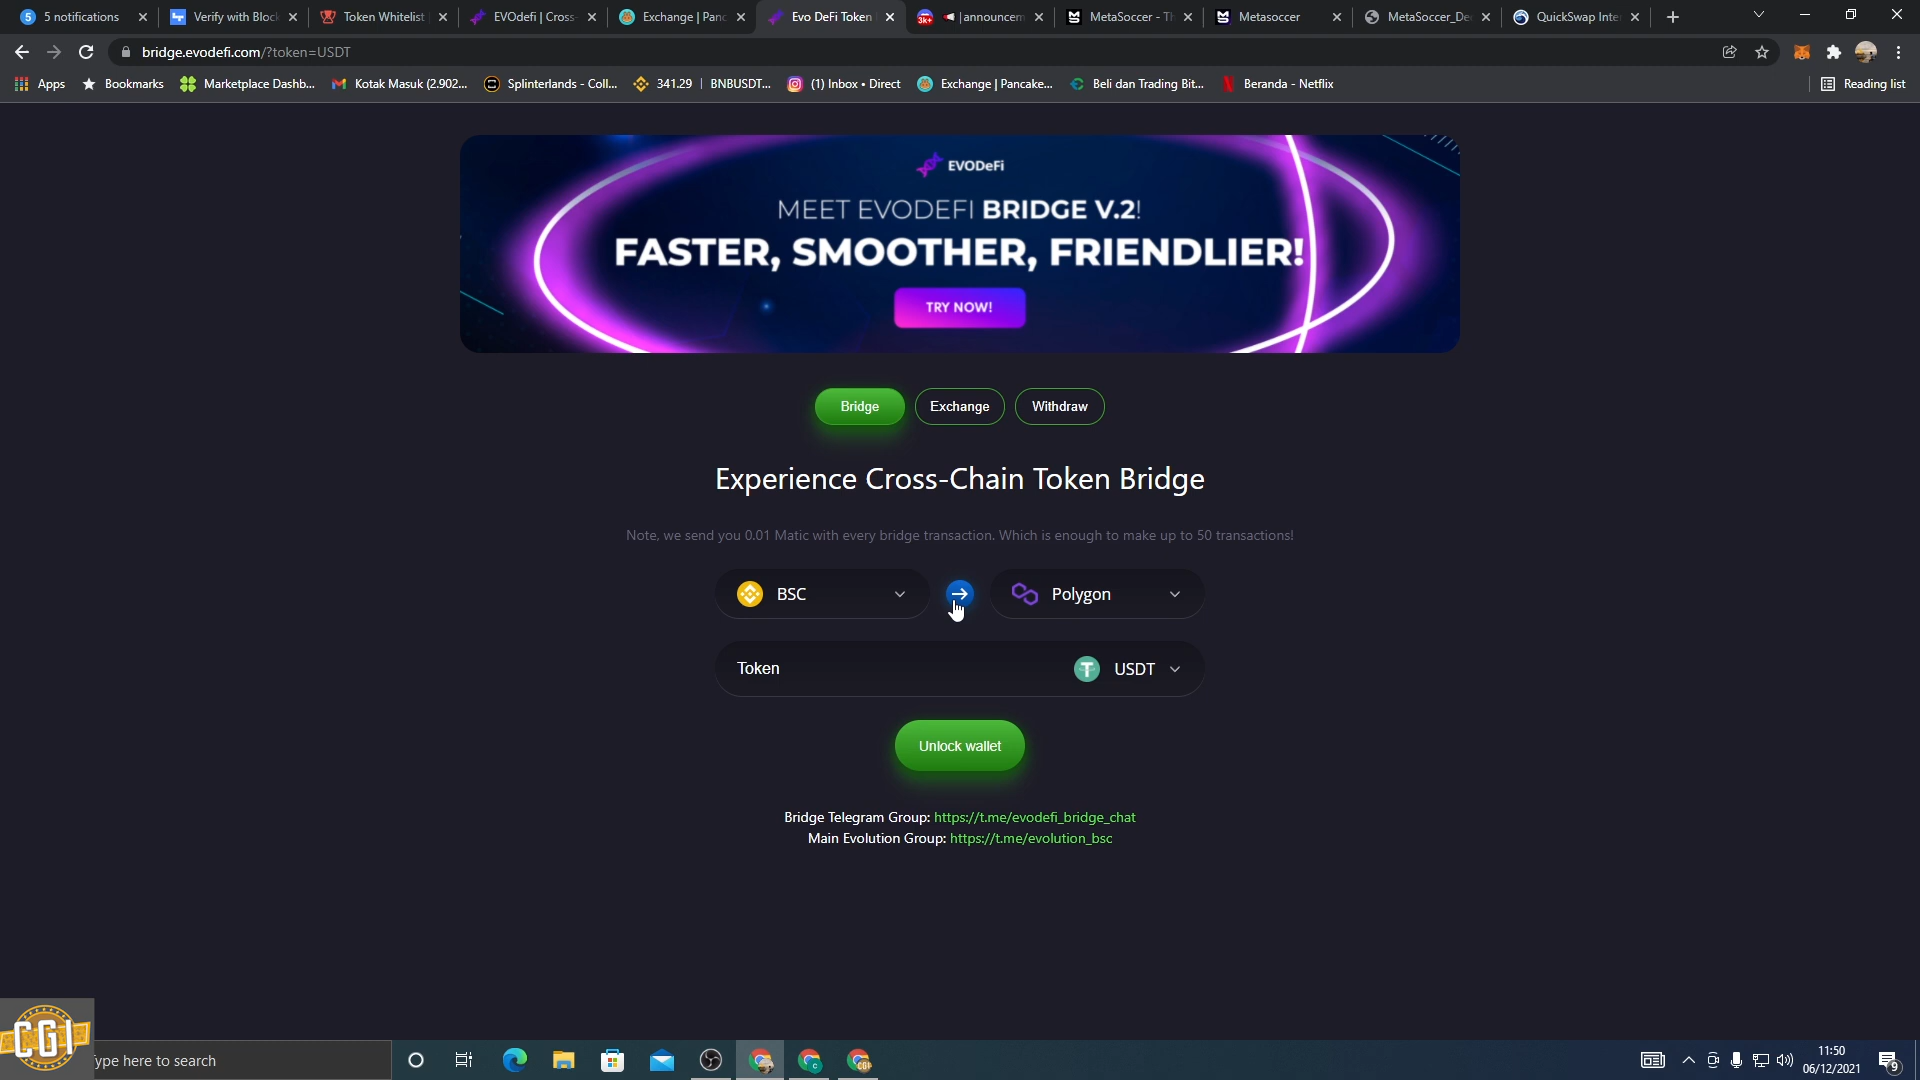 5 notifications
Verify with Block
Token Whitelist
EVOdefi | Cross-
Exchange | Panc
Evo DeFi Token
|announcem
MetaSoccer - Th
Metasoccer
MetaSoccer_De
QuickSwap Inte
bridge.evodefi.com/?token=USDT
Apps
Bookmarks
Marketplace Dashb...
Kotak Masuk (2.902...
Splinterlands - Coll...
341.29 | BNBUSDT...
(1) Inbox • Direct
Exchange | Pancake...
Beli dan Trading Bit...
Beranda - Netflix
Reading list
EVODeFi
MEET EVODEFI BRIDGE V.2!
FASTER, SMOOTHER, FRIENDLIER!
TRY NOW!
Bridge
Exchange
Withdraw
Experience Cross-Chain Token Bridge
Note, we send you 0.01 Matic with every bridge transaction. Which is enough to make up to 50 transactions!
BSC
Polygon
Token
USDT
Unlock wallet
Bridge Telegram Group: https://t.me/evodefi_bridge_chat
Main Evolution Group: https://t.me/evolution_bsc
CGI
ype here to search
11:50
06/12/2021
9